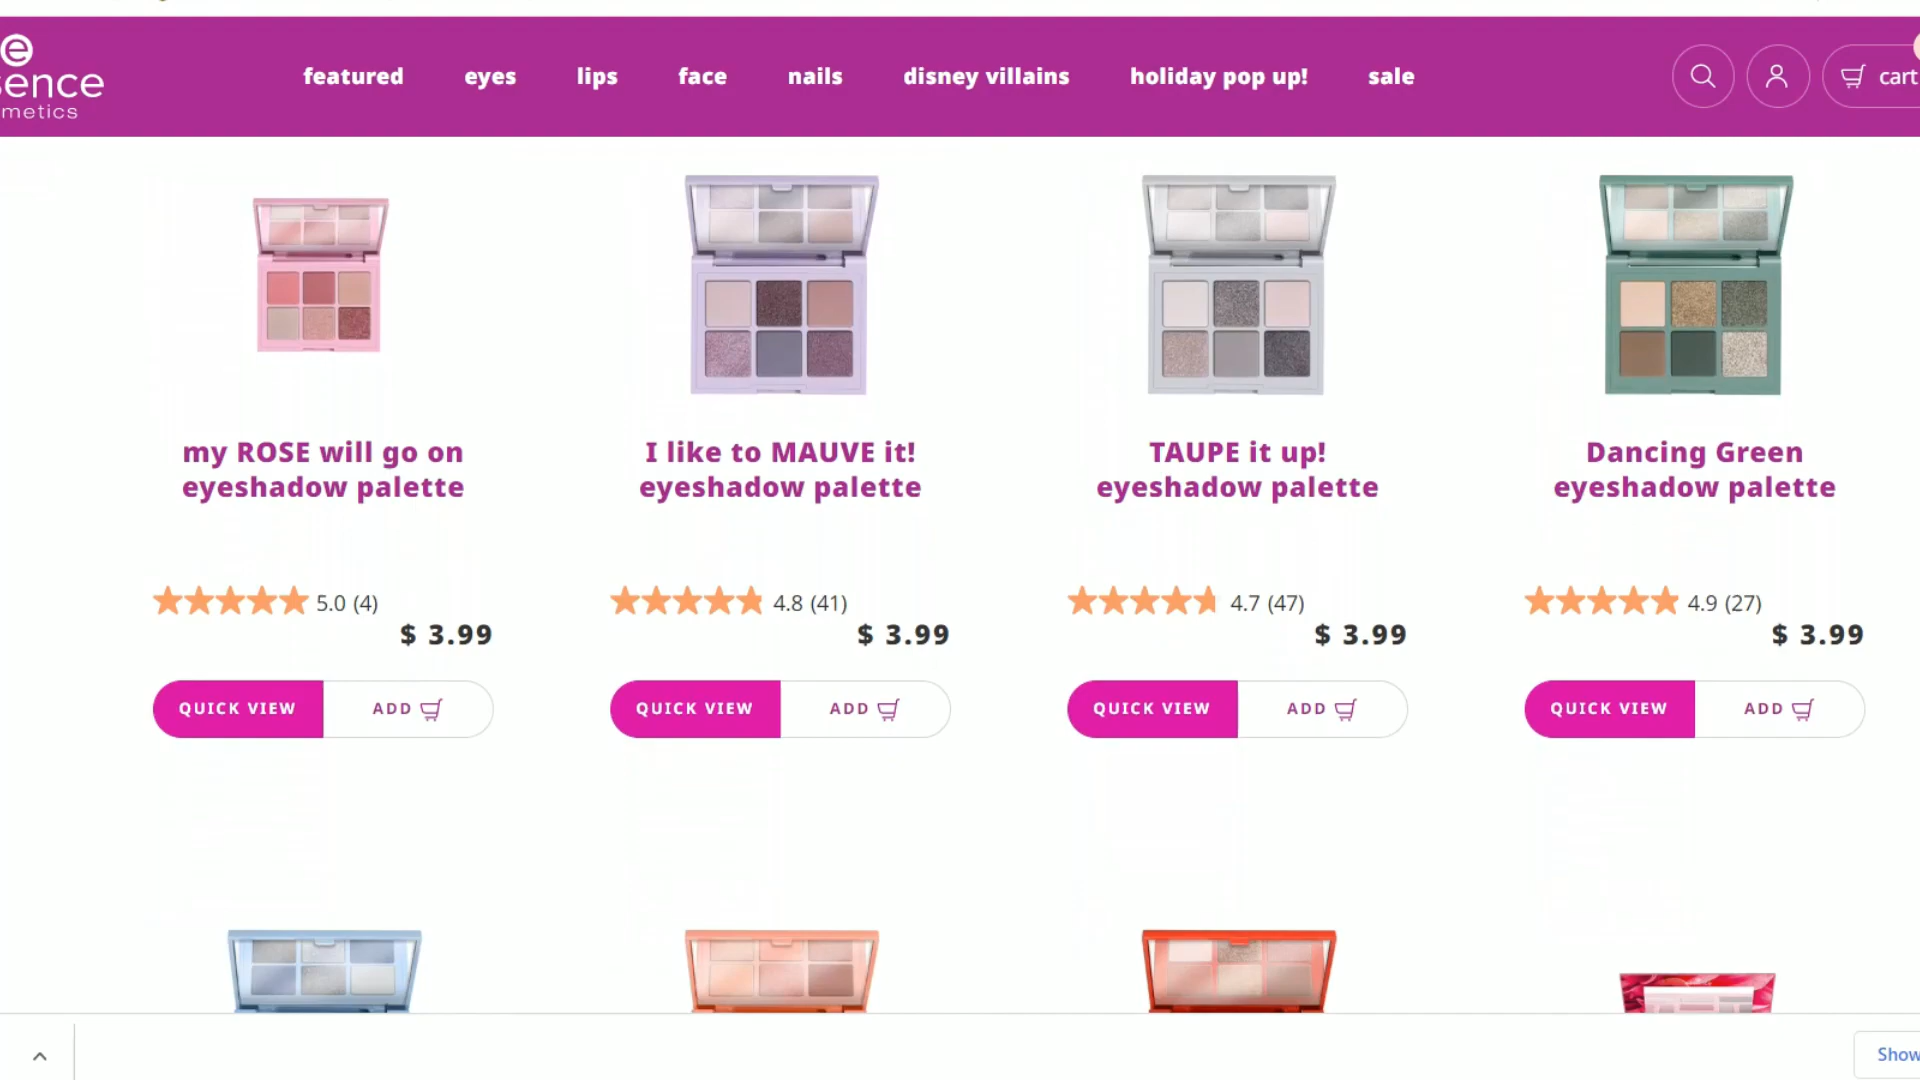 e
sence
metics
featured eyes lips face nails disney villains holiday pop up! sale
cart
my ROSE will go on
eyeshadow palette
I like to MAUVE it!
eyeshadow palette
TAUPE it up!
eyeshadow palette
Dancing Green
eyeshadow palette
5.0 (4)
$ 3.99
4.8 (41)
$ 3.99
4.7 (47)
$ 3.99
4.9 (27)
$ 3.99
QUICK VIEW ADD
QUICK VIEW ADD
QUICK VIEW ADD
QUICK VIEW ADD
Show